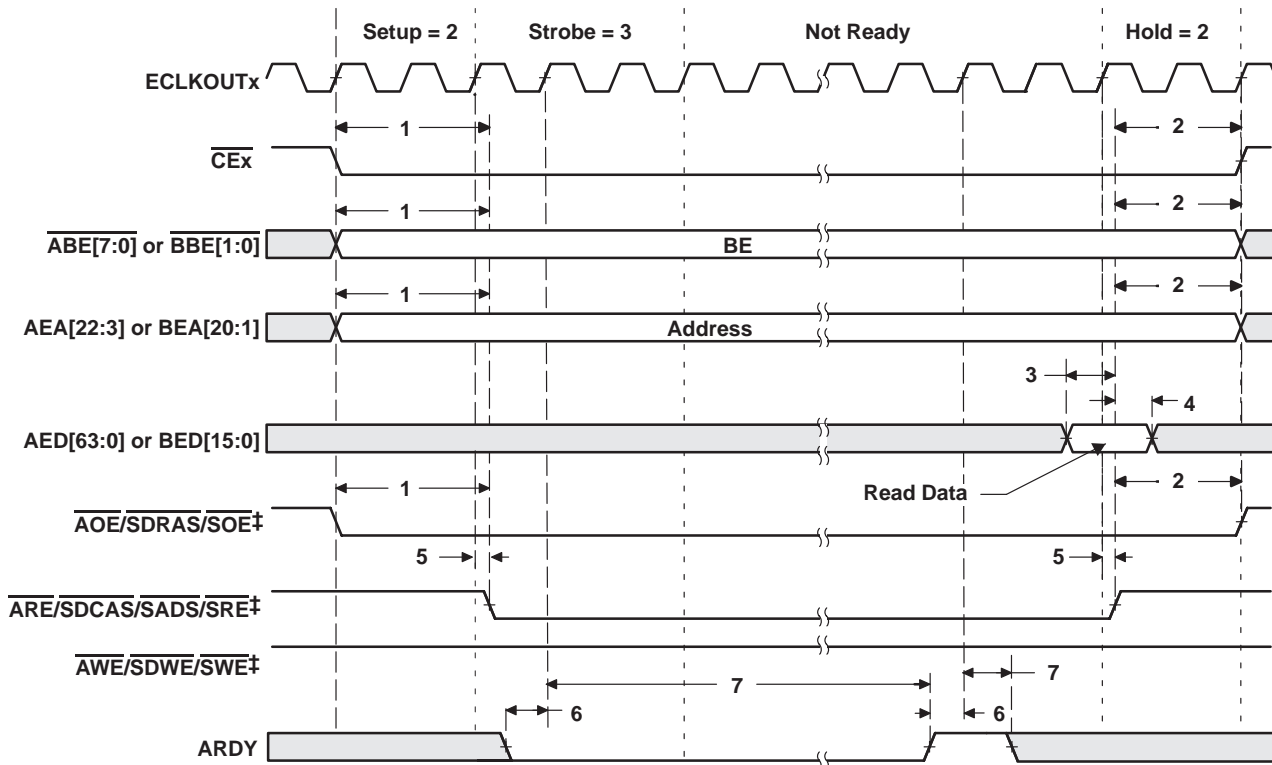 Setup = 2 Strobe = 3 Not Ready Hold = 2
ECLKOUTx
1 2
CEx
1 2
ABE[7:0] or BBE[1:0] BE
1 2
AEA[22:3] or BEA[20:1] Address
3
4
AED[63:0] or BED[15:0]
Read Data
1 2
AOE/SDRAS/SOE‡
5 5
ARE/SDCAS/SADS/SRE‡
AWE/SDWE/SWE‡
7 7
6 6
ARDY